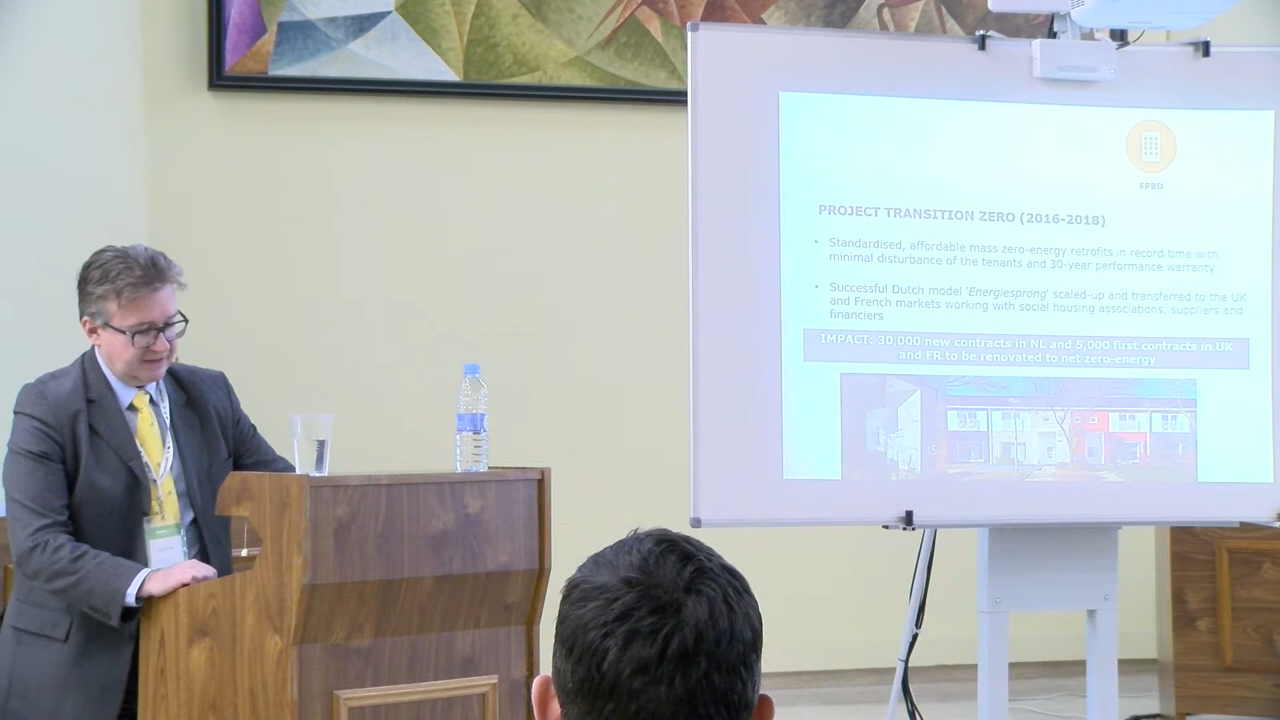 EPBD
PROJECT TRANSITION ZERO (2016-2018)
• Standardised, affordable mass zero-energy retrofits in record time with
minimal disturbance of the tenants and 30-year performance warranty
• Successful Dutch model 'Energiesprong' scaled-up and transferred to the UK
and French markets working with social housing associations, suppliers and
financiers
IMPACT: 30,000 new contracts in NL and 5,000 first contracts in UK
and FR to be renovated to net zero-energy